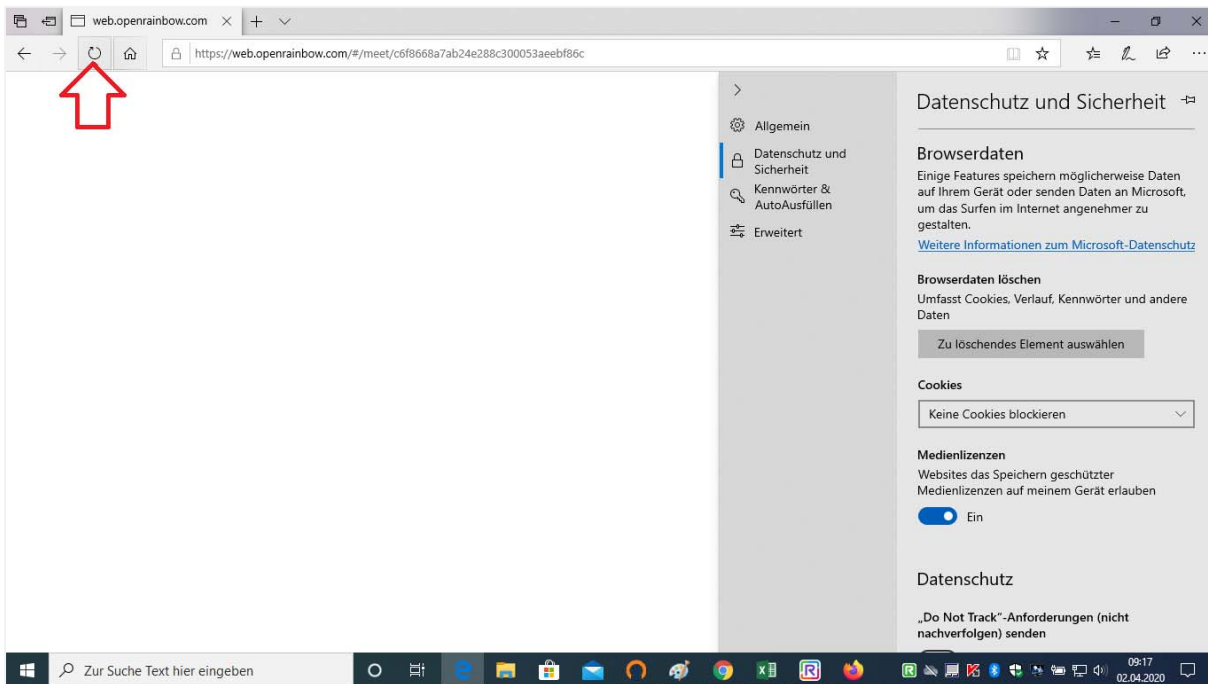 web.openrainbow.com
https://web.openrainbow.com/#/meet/c6f8668a7ab24e288c300053aeebf86c
Allgemein
Datenschutz und
Sicherheit
Kennwörter &
AutoAusfüllen
Erweitert
Datenschutz und Sicherheit
Browserdaten
Einige Features speichern möglicherweise Daten
auf Ihrem Gerät oder senden Daten an Microsoft,
um das Surfen im Internet angenehmer zu
gestalten.
Weitere Informationen zum Microsoft-Datenschutz
Browserdaten löschen
Umfasst Cookies, Verlauf, Kennwörter und andere
Daten
Zu löschendes Element auswählen
Cookies
Keine Cookies blockieren
Medienlizenzen
Websites das Speichern geschützter
Medienlizenzen auf meinem Gerät erlauben
Ein
Datenschutz
„Do Not Track"-Anforderungen (nicht
nachverfolgen) senden
Zur Suche Text hier eingeben
09:17
02.04.2020